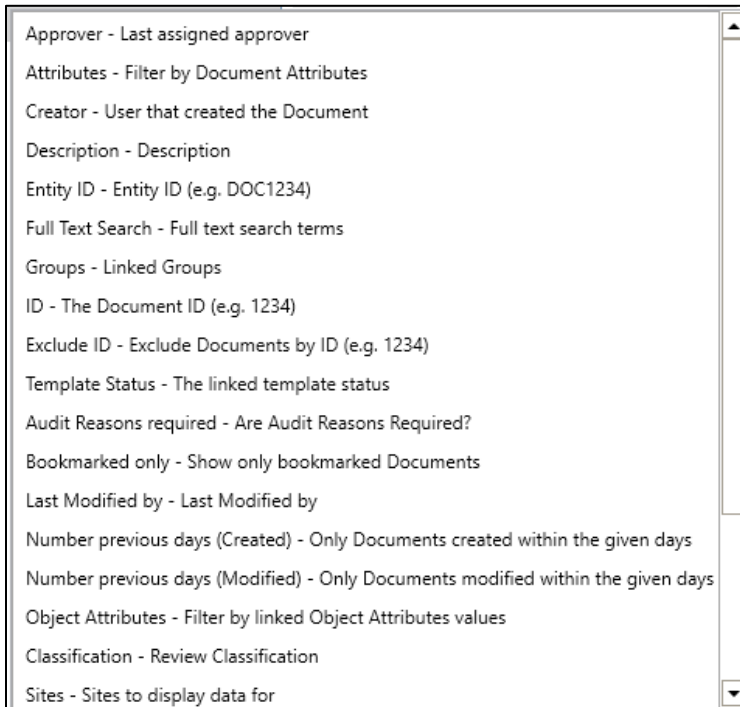 Approver - Last assigned approver
Attributes - Filter by Document Attributes
Creator - User that created the Document
Description - Description
Entity ID - Entity ID (e.g. DOC1234)
Full Text Search - Full text search terms
Groups - Linked Groups
ID - The Document ID (e.g. 1234)
Exclude ID - Exclude Documents by ID (e.g. 1234)
Template Status - The linked template status
Audit Reasons required - Are Audit Reasons Required?
Bookmarked only - Show only bookmarked Documents
Last Modified by - Last Modified by
Number previous days (Created) - Only Documents created within the given days
Number previous days (Modified) - Only Documents modified within the given days
Object Attributes - Filter by linked Object Attributes values
Classification - Review Classification
Sites - Sites to display data for